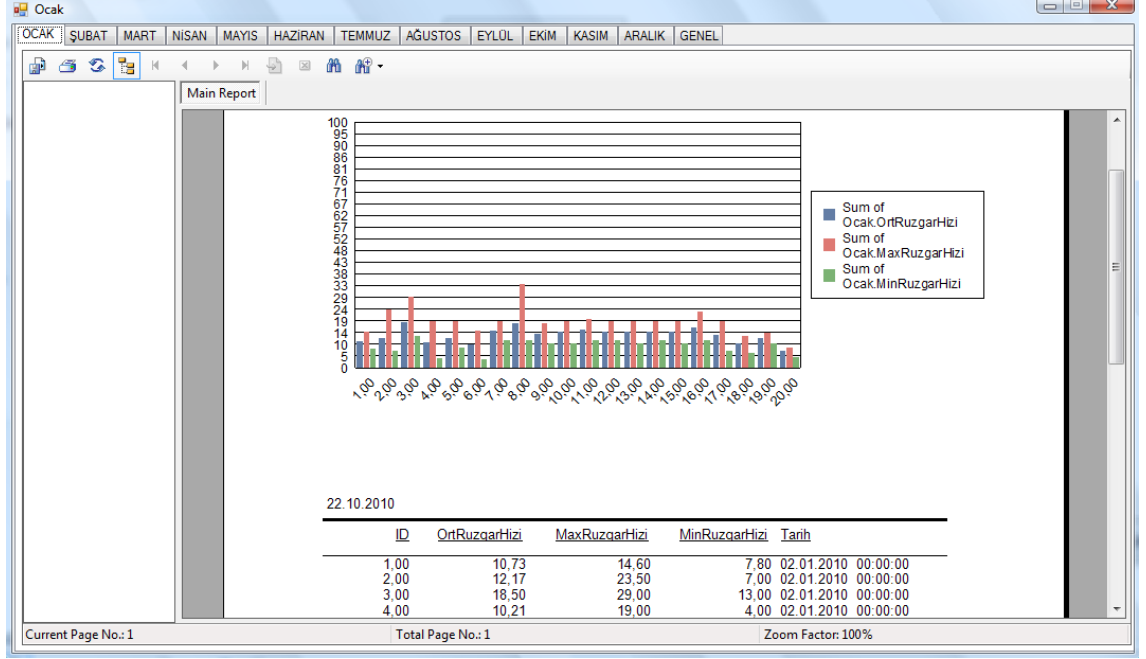 Ocak
OCAK ŞUBAT MART NİSAN MAYIS HAZİRAN TEMMUZ AĞUSTOS EYLÜL EKİM KASIM ARALIK GENEL
Main Report
100
95
90
86
81
76
71
67
62
57
52
48
43
38
33
29
24
19
14
10
5
0
1,00 2,00 3,00 4,00 5,00 6,00 7,00 8,00 9,00 10,00 11,00 12,00 13,00 14,00 15,00 16,00 17,00 18,00 19,00 20,00
Sum of
Ocak.OrtRuzgarHizi
Sum of
Ocak.MaxRuzgarHizi
Sum of
Ocak.MinRuzgarHizi
22.10.2010
ID OrtRuzgarHizi MaxRuzgarHizi MinRuzgarHizi Tarih
1,00 10,73 14,60 7,80 02.01.2010 00:00:00
2,00 12,17 23,50 7,00 02.01.2010 00:00:00
3,00 18,50 29,00 13,00 02.01.2010 00:00:00
4,00 10,21 19,00 4,00 02.01.2010 00:00:00
Current Page No.: 1 Total Page No.: 1 Zoom Factor: 100%